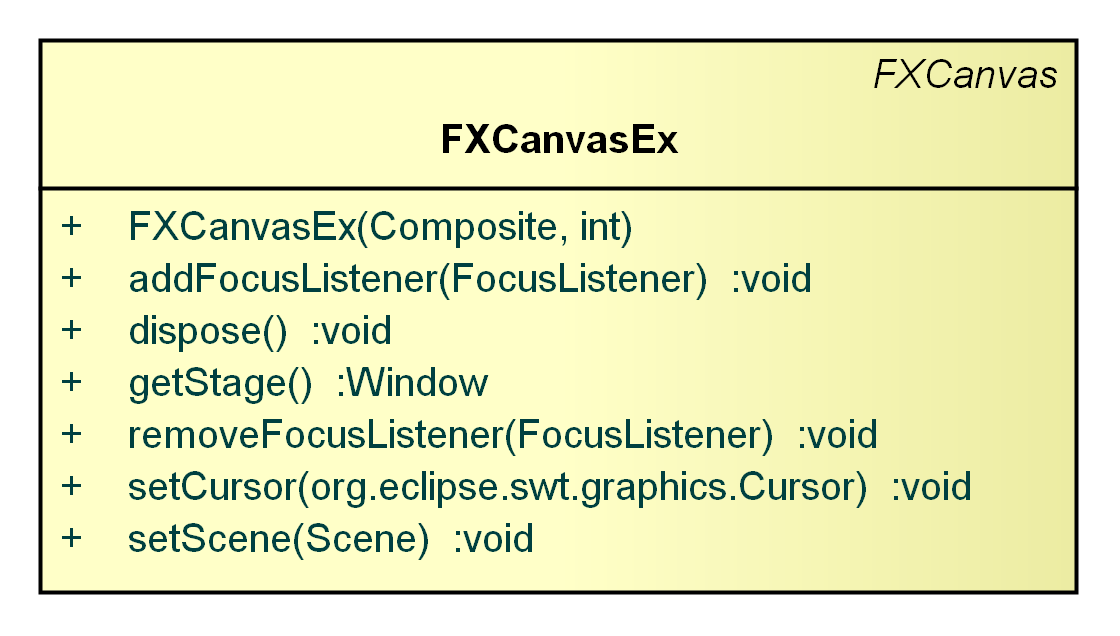 FXCanvas
FXCanvasEx
+ FXCanvasEx(Composite, int)
+ addFocusListener(FocusListener) :void
+ dispose() :void
+ getStage() :Window
+ removeFocusListener(FocusListener) :void
+ setCursor(org.eclipse.swt.graphics.Cursor) :void
+ setScene(Scene) :void